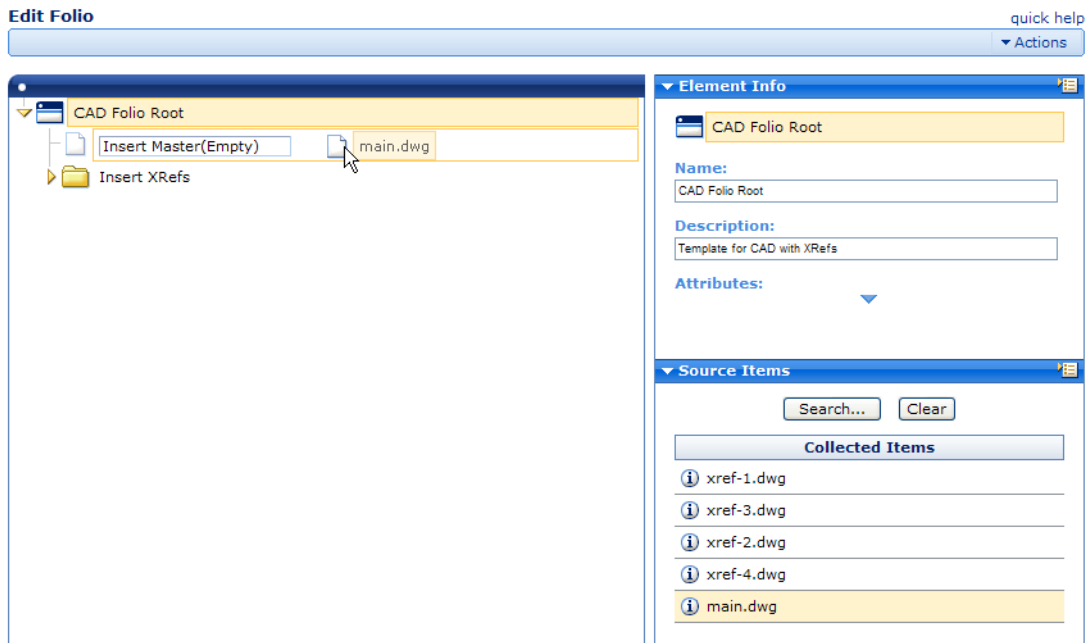 Edit Folio
quick help
Actions
CAD Folio Root
Insert Master(Empty) main.dwg
Insert XRefs
Element Info
CAD Folio Root
Name:
CAD Folio Root
Description:
Template for CAD with XRefs
Attributes:
Source Items
Search... Clear
Collected Items
xref-1.dwg
xref-3.dwg
xref-2.dwg
xref-4.dwg
main.dwg